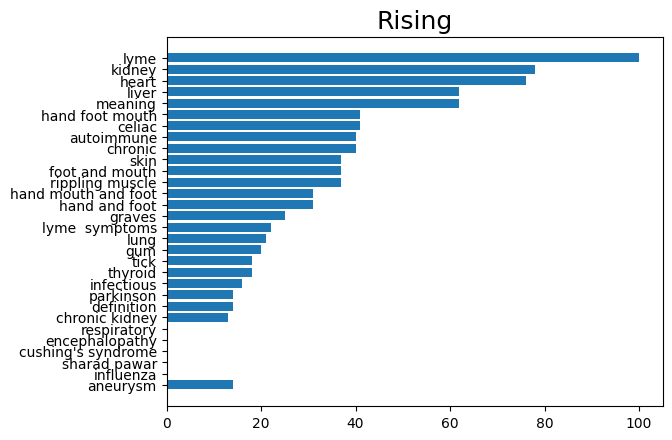 Rising
lyme
kidney
heart
liver
meaning
hand foot mouth
celiac
autoimmune
chronic
skin
foot and mouth
rippling muscle
hand mouth and foot
hand and foot
graves
lyme  symptoms
lung
gum
tick
thyroid
infectious
parkinson
definition
chronic kidney
respiratory
encephalopathy
cushing's syndrome
sharad pawar
influenza
aneurysm
0 20 40 60 80 100